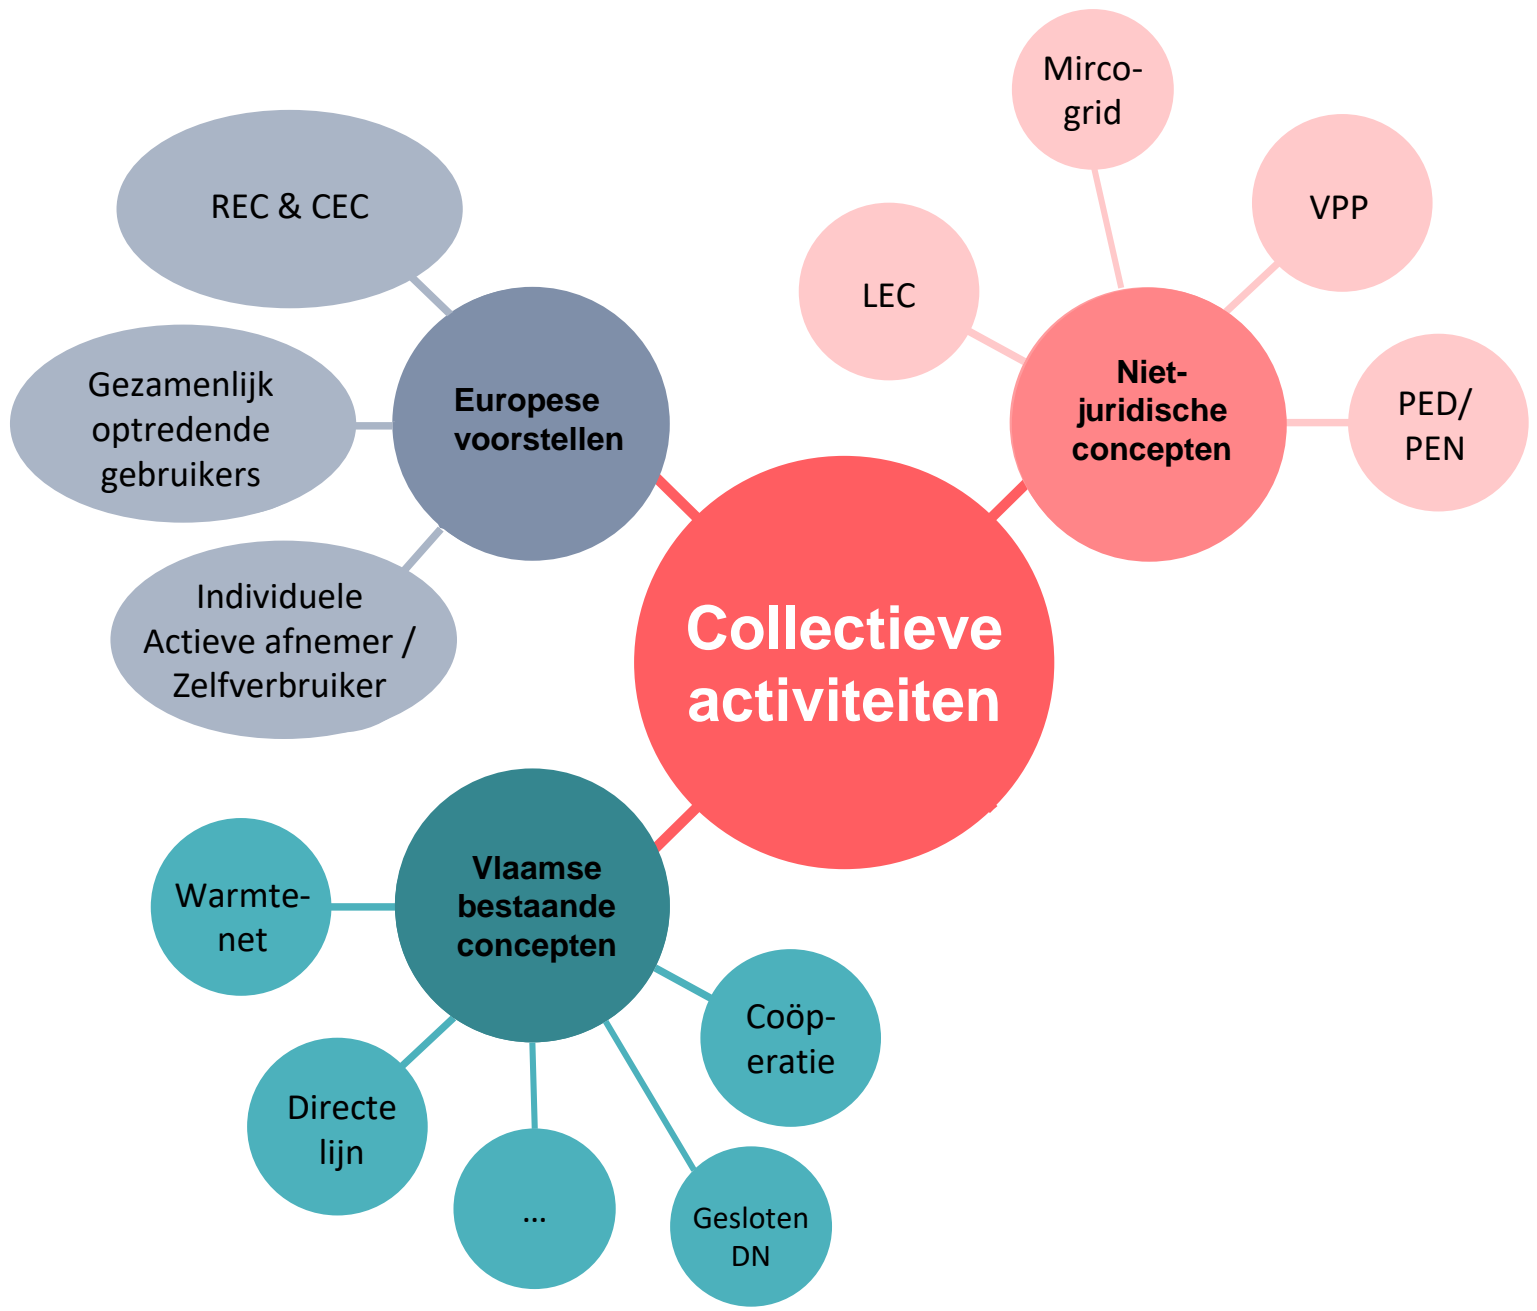 Mirco-
grid
REC & CEC
VPP
LEC
Gezamenlijk
optredende
gebruikers
Europese
voorstellen
Niet-
juridische
concepten
PED/
PEN
Individuele
Actieve afnemer /
Zelfverbruiker
Collectieve
activiteiten
Vlaamse
bestaande
concepten
Warmte-
net
Coöp-
eratie
Directe
lijn
...
Gesloten
DN